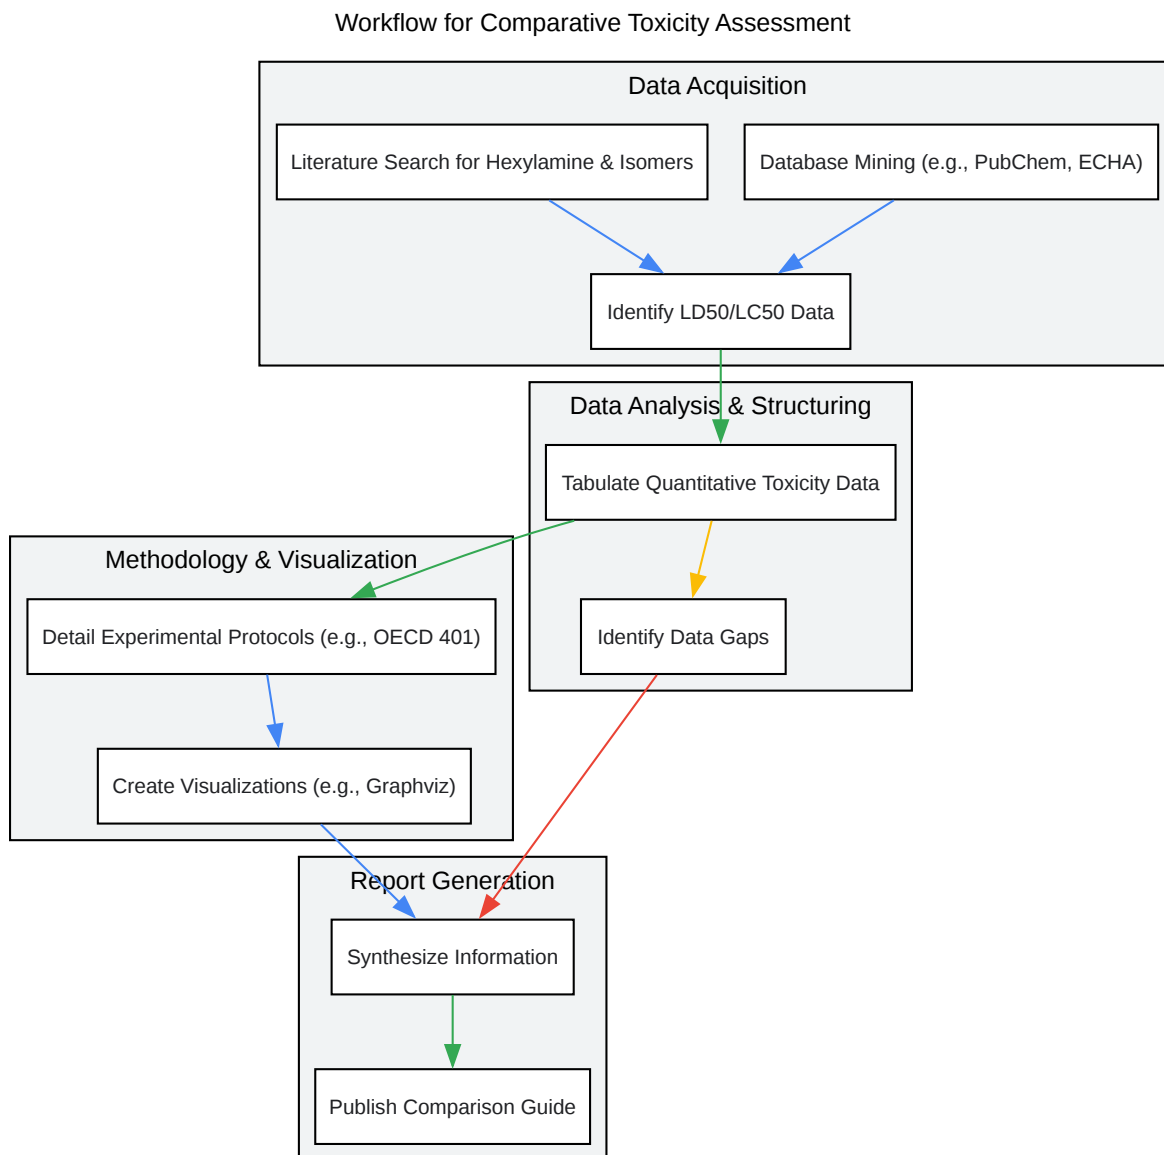 Workflow for Comparative Toxicity Assessment
Data Acquisition
Literature Search for Hexylamine & Isomers
Database Mining (e.g., PubChem, ECHA)
Identify LD50/LC50 Data
Data Analysis & Structuring
Tabulate Quantitative Toxicity Data
Methodology & Visualization
Detail Experimental Protocols (e.g., OECD 401)
Identify Data Gaps
Create Visualizations (e.g., Graphviz)
Report Generation
Synthesize Information
Publish Comparison Guide